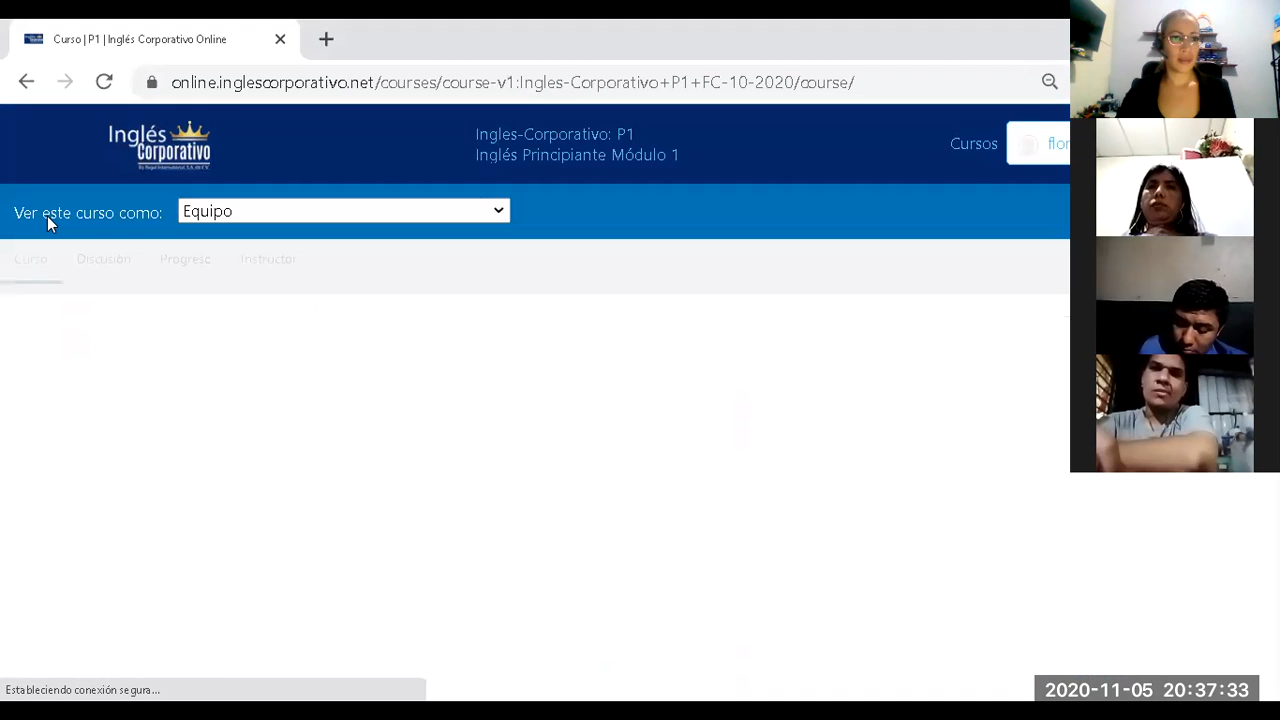 Curso | P1 | Inglés Corporativo Online
online.inglescorporativo.net/courses/course-v1:Ingles-Corporativo+P1+FC-10-2020/course/
Inglés
Corporativo
Ingles-Corporativo: P1
Inglés Principiante Módulo 1
Cursos
flor
Ver este curso como:
Equipo
Curso
Discusión
Progreso
Instructor
Estableciendo conexión segura...
2020-11-05 20:37:33